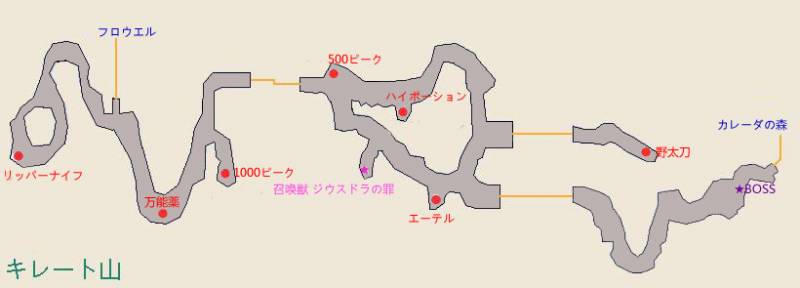 フロウエル
500ピーク
ハイポーション
カレーダの森
野太刀
リッパーナイフ
1000ピーク
召喚獣 ジウスドラの罪
★BOSS
万能薬
エーテル
キレート山